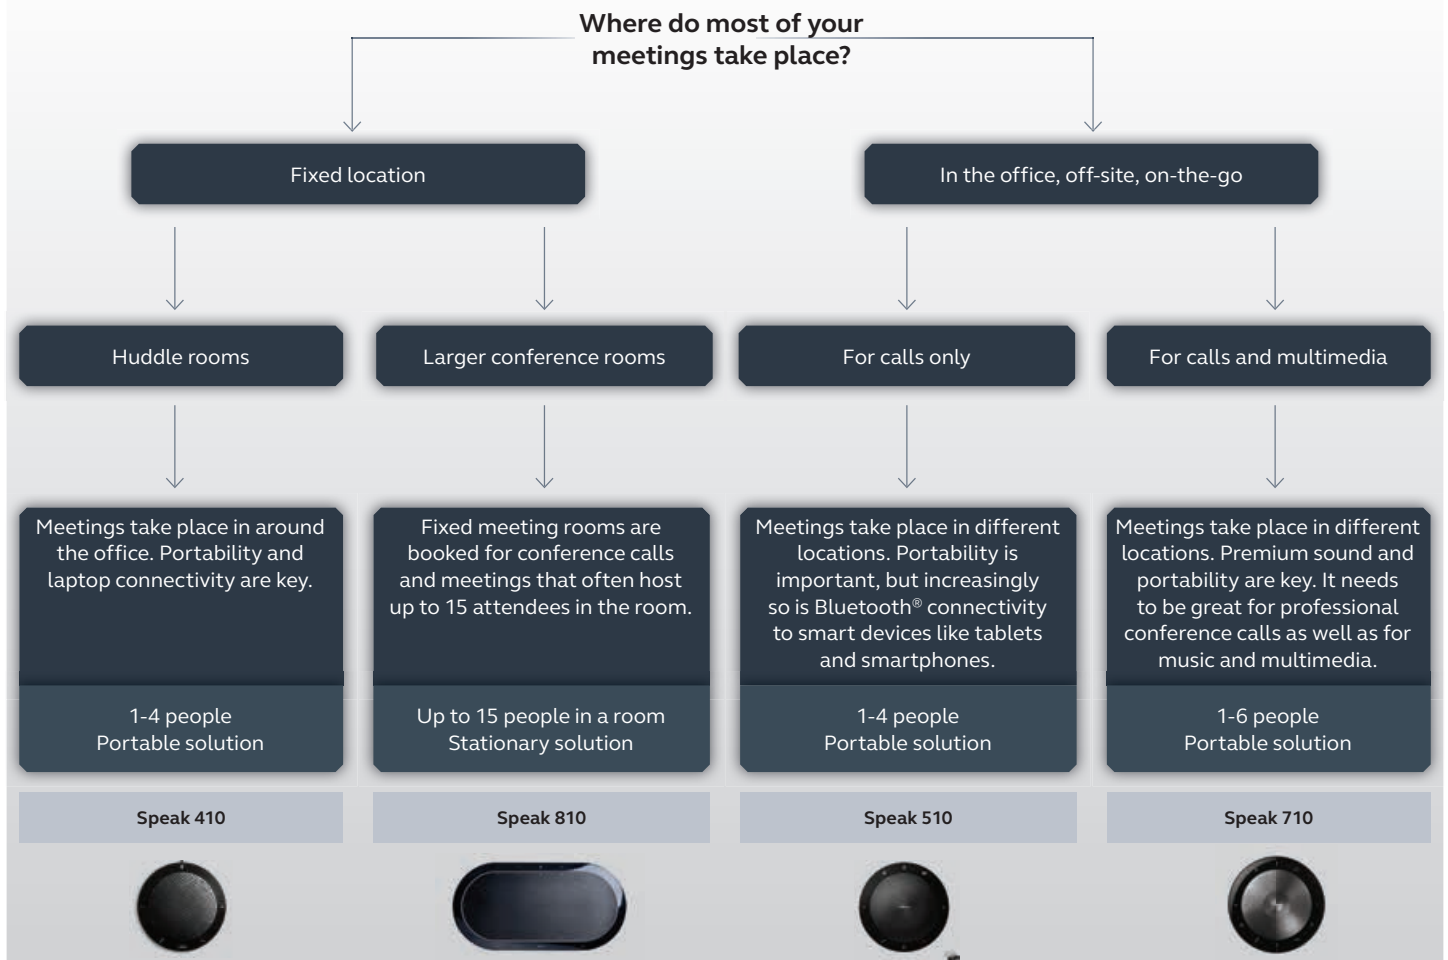 Where do most of your
meetings take place?
Fixed location
In the office, off-site, on-the-go
Huddle rooms
Larger conference rooms
For calls only
For calls and multimedia
Meetings take place in around
the office. Portability and
laptop connectivity are key.
Fixed meeting rooms are
booked for conference calls
and meetings that often host
up to 15 attendees in the room.
Meetings take place in different
locations. Portability is
important, but increasingly
so is Bluetooth® connectivity
to smart devices like tablets
and smartphones.
Meetings take place in different
locations. Premium sound and
portability are key. It needs
to be great for professional
conference calls as well as for
music and multimedia.
1-4 people
Portable solution
Up to 15 people in a room
Stationary solution
1-4 people
Portable solution
1-6 people
Portable solution
Speak 410
Speak 810
Speak 510
Speak 710